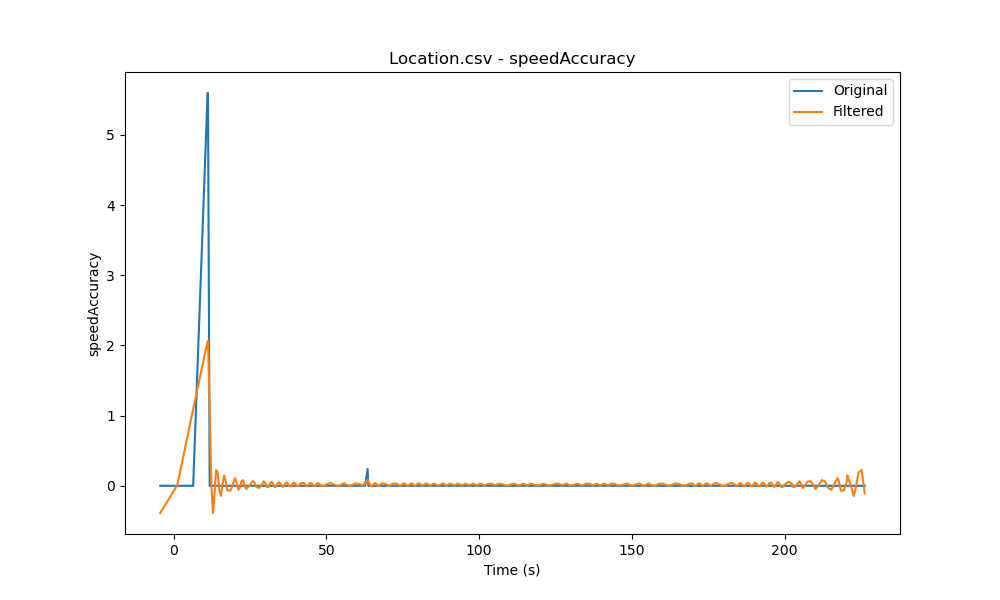 Location.csv - speedAccuracy
Original
Filtered
speedAccuracy
5
4
3
2
1
0
0 50 100 150 200
Time (s)